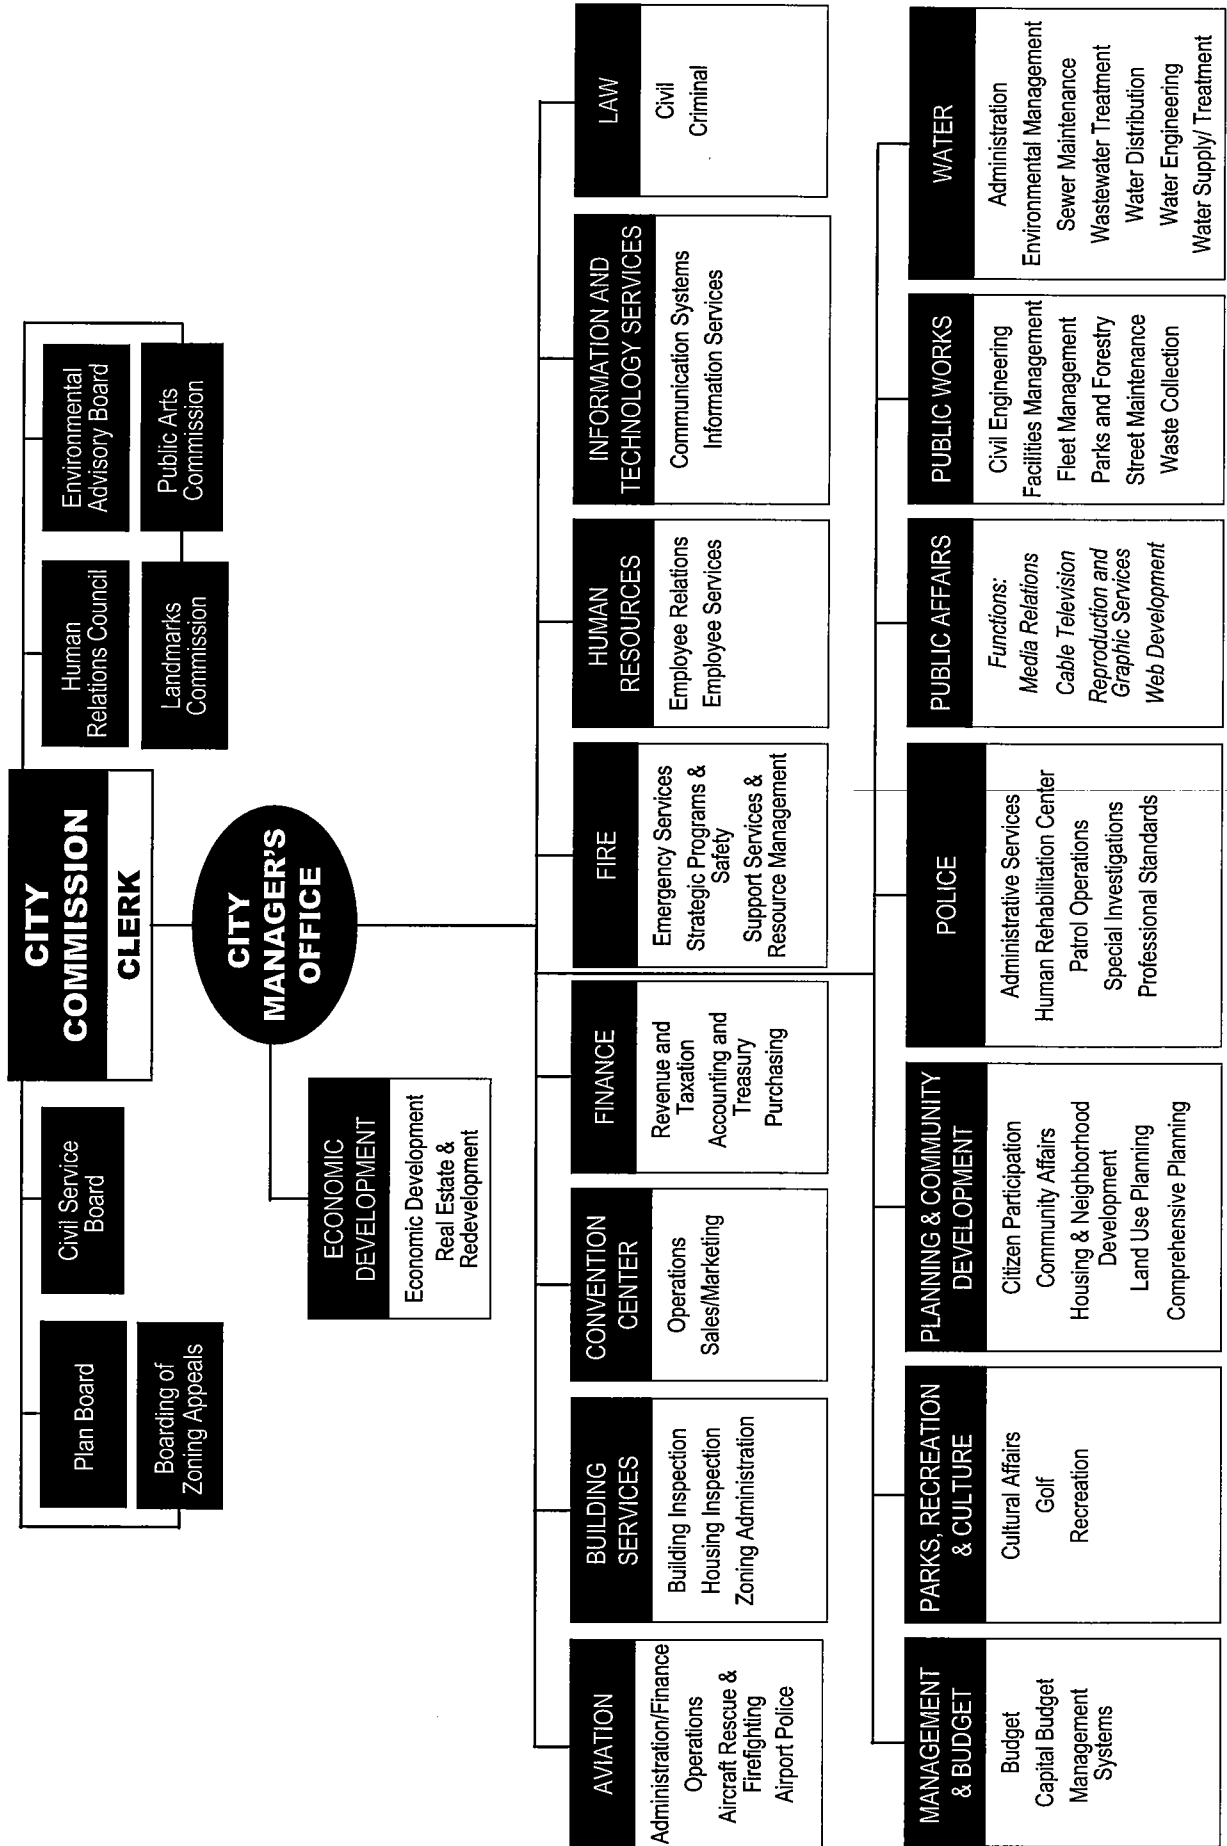 CITY
COMMISSION
CLERK
Plan Board
Boarding of
Zoning Appeals
Civil Service
Board
Human
Relations Council
Environmental
Advisory Board
Landmarks
Commission
Public Arts
Commission
CITY
MANAGER'S
OFFICE
ECONOMIC
DEVELOPMENT
Economic Development
Real Estate &
Redevelopment
AVIATION
Administration/Finance
Operations
Aircraft Rescue &
Firefighting
Airport Police
BUILDING
SERVICES
Building Inspection
Housing Inspection
Zoning Administration
CONVENTION
CENTER
Operations
Sales/Marketing
FINANCE
Revenue and
Taxation
Accounting and
Treasury
Purchasing
FIRE
Emergency Services
Strategic Programs &
Safety
Support Services &
Resource Management
HUMAN
RESOURCES
Employee Relations
Employee Services
INFORMATION AND
TECHNOLOGY SERVICES
Communication Systems
Information Services
LAW
Civil
Criminal
MANAGEMENT
& BUDGET
Budget
Capital Budget
Management
Systems
PARKS, RECREATION
& CULTURE
Cultural Affairs
Golf
Recreation
PLANNING & COMMUNITY
DEVELOPMENT
Citizen Participation
Community Affairs
Housing & Neighborhood
Development
Land Use Planning
Comprehensive Planning
POLICE
Administrative Services
Human Rehabilitation Center
Patrol Operations
Special Investigations
Professional Standards
PUBLIC AFFAIRS
Functions:
Media Relations
Cable Television
Reproduction and
Graphic Services
Web Development
PUBLIC WORKS
Civil Engineering
Facilities Management
Fleet Management
Parks and Forestry
Street Maintenance
Waste Collection
WATER
Administration
Environmental Management
Sewer Maintenance
Wastewater Treatment
Water Distribution
Water Engineering
Water Supply/ Treatment